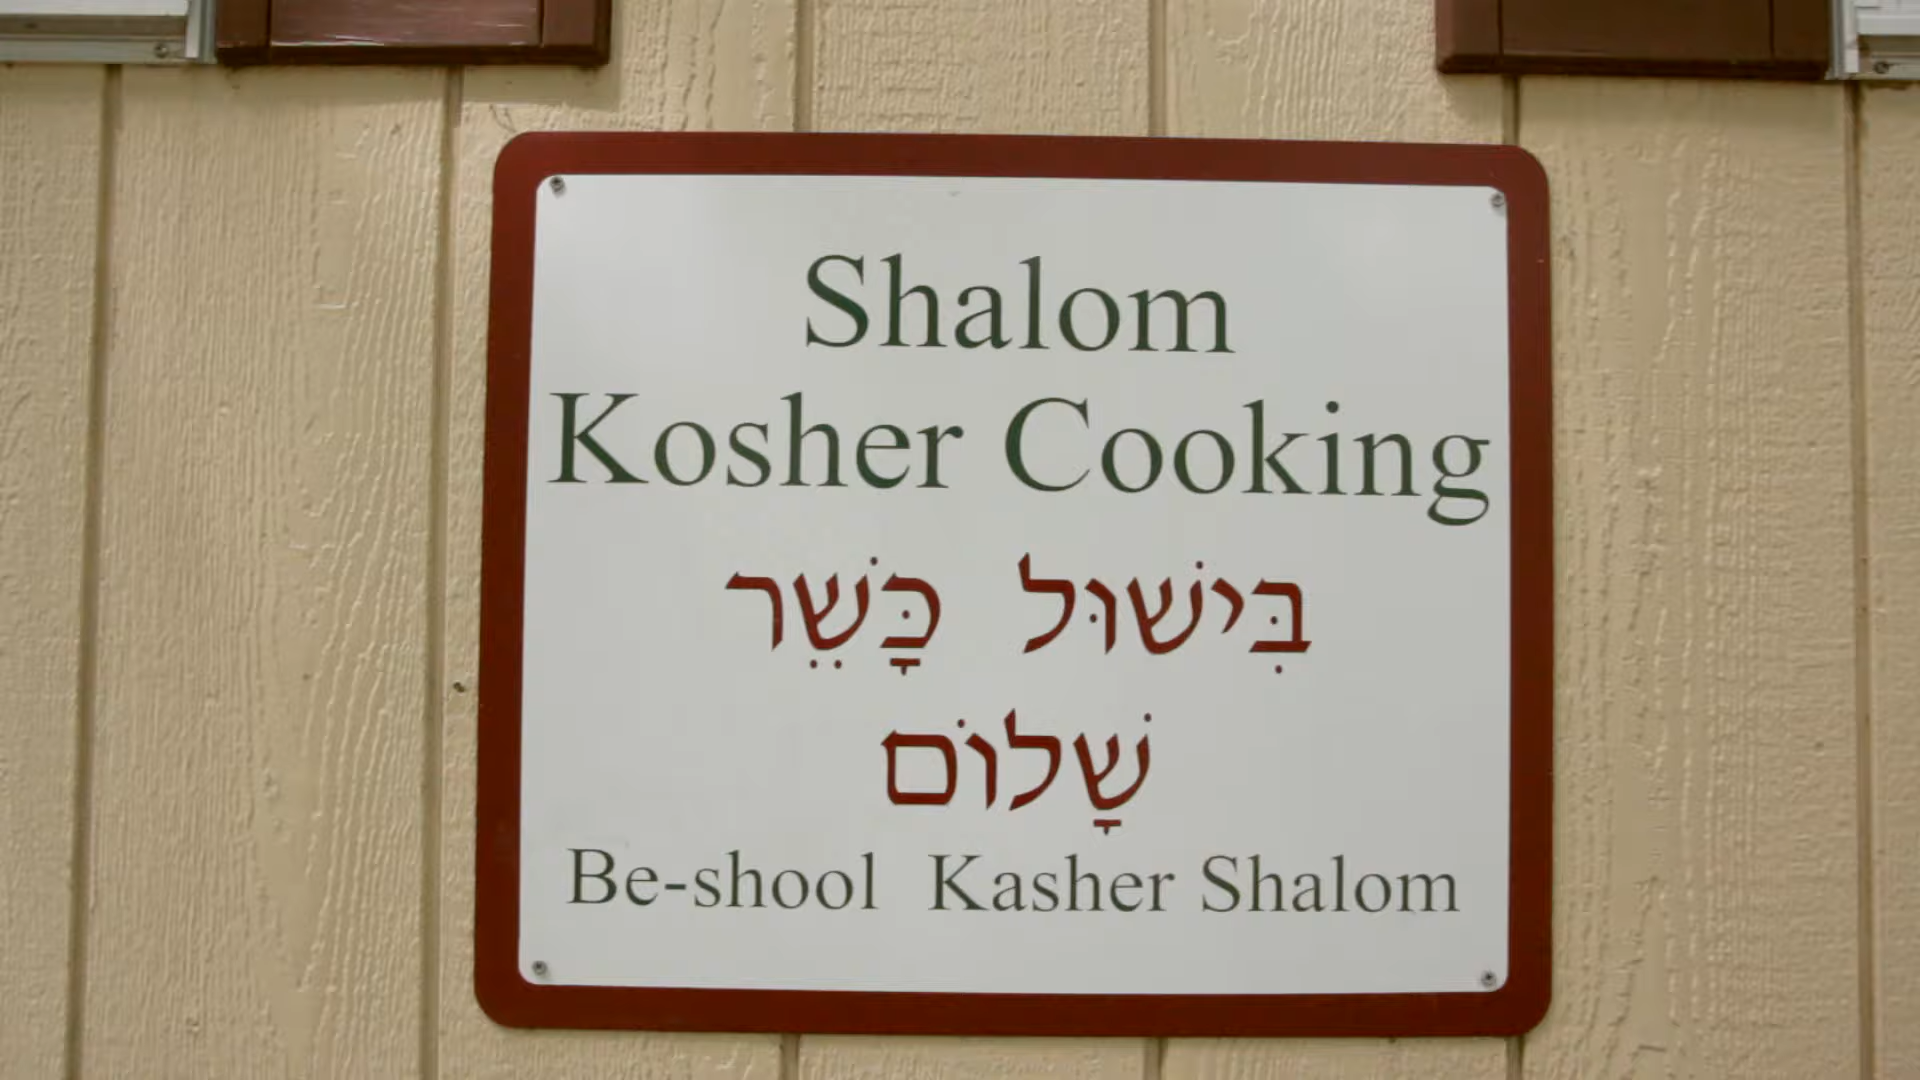 Shalom
Kosher Cooking
בִּישׁוּל כָּשֵׁר
שָׁלוֹם
Be-shool Kasher Shalom